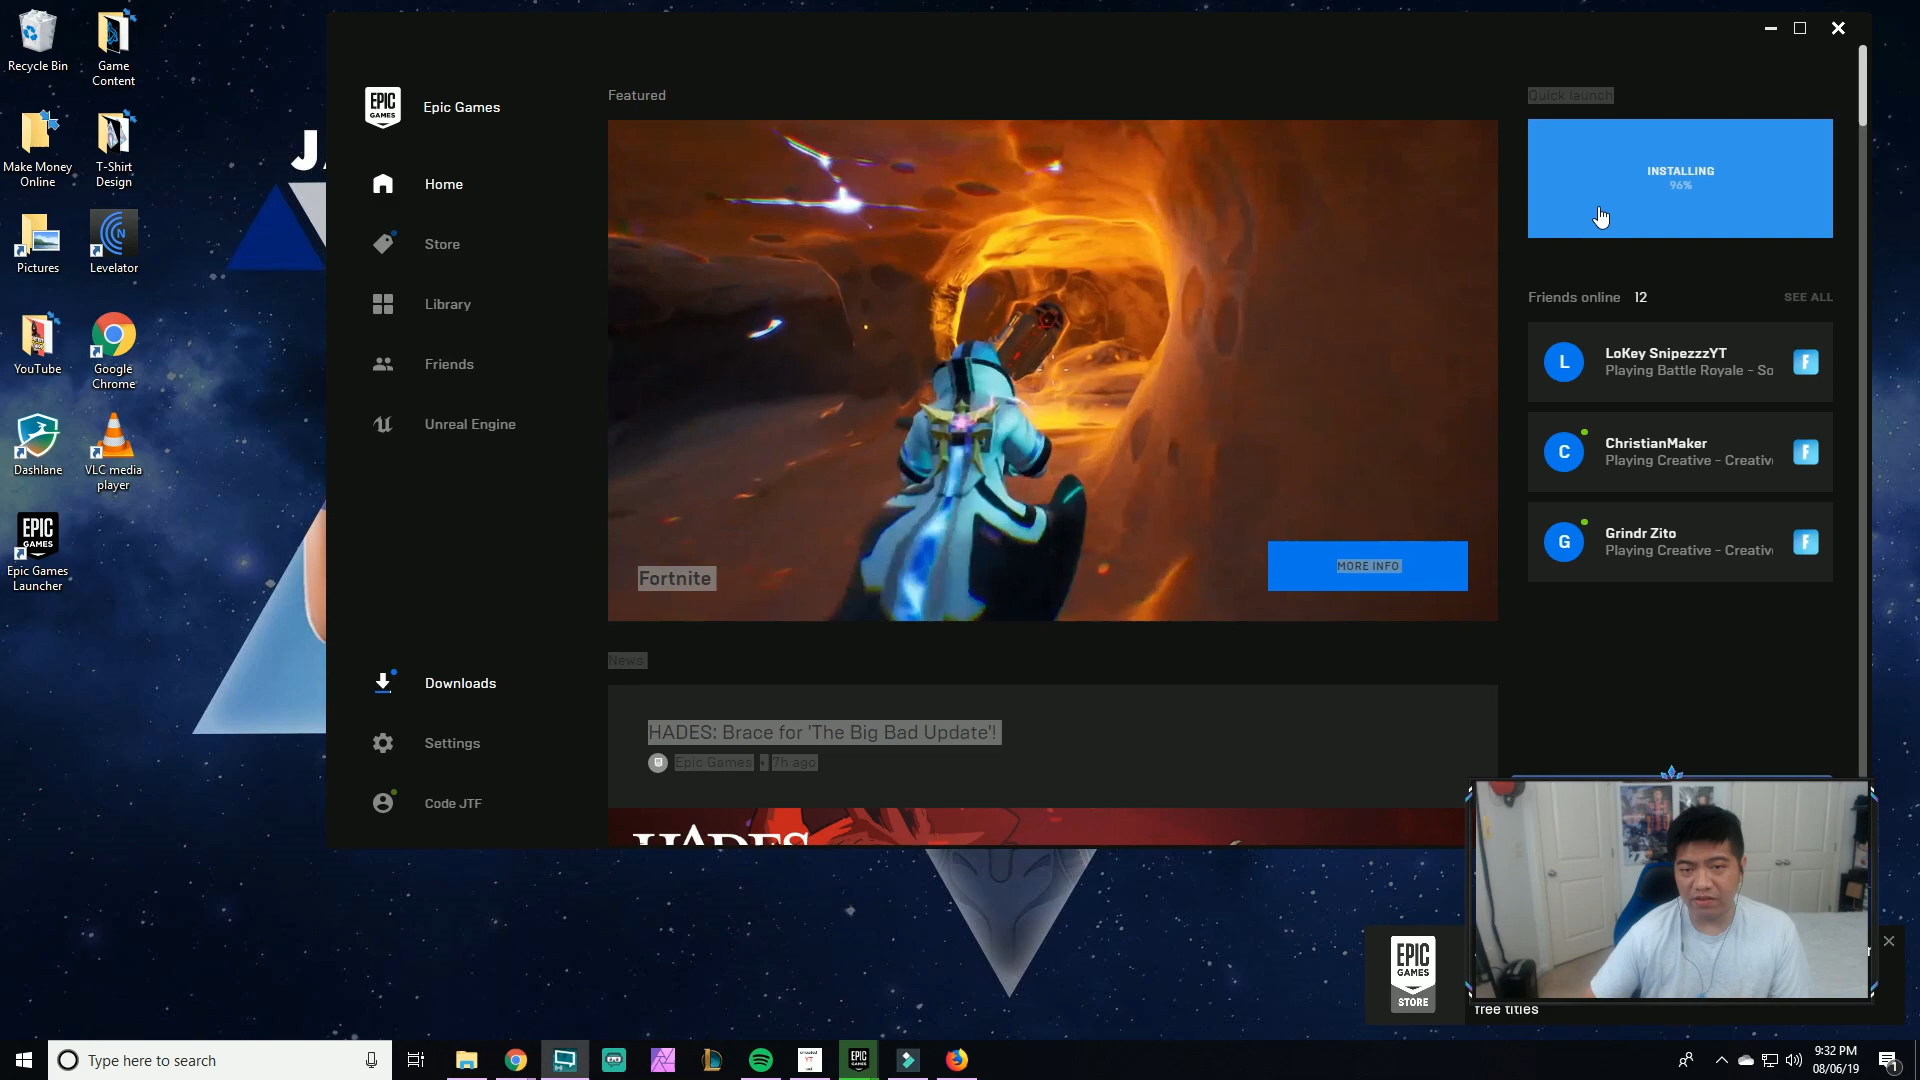 Recycle Bin
Game
Content
Make Money
Online
T-Shirt
Design
Pictures
Levelator
YouTube
Google
Chrome
Dashlane
VLC media
player
EPIC
GAMES
Epic Games
Launcher
EPIC
GAMES
Epic Games
Home
Store
Library
Friends
Unreal Engine
Downloads
Settings
Code JTF
Featured
Fortnite
MORE INFO
News
HADES: Brace for 'The Big Bad Update'!
Epic Games • 7h ago
HADES
Quick launch
INSTALLING
96%
Friends online 12
SEE ALL
L
LoKey SnipezzzYT
Playing Battle Royale - So
F
C
ChristianMaker
Playing Creative - Creativ
F
G
Grindr Zito
Playing Creative - Creativ
F
EPIC
GAMES
STORE
free titles
Type here to search
EPIC
GAMES
9:32 PM
08/06/19
1